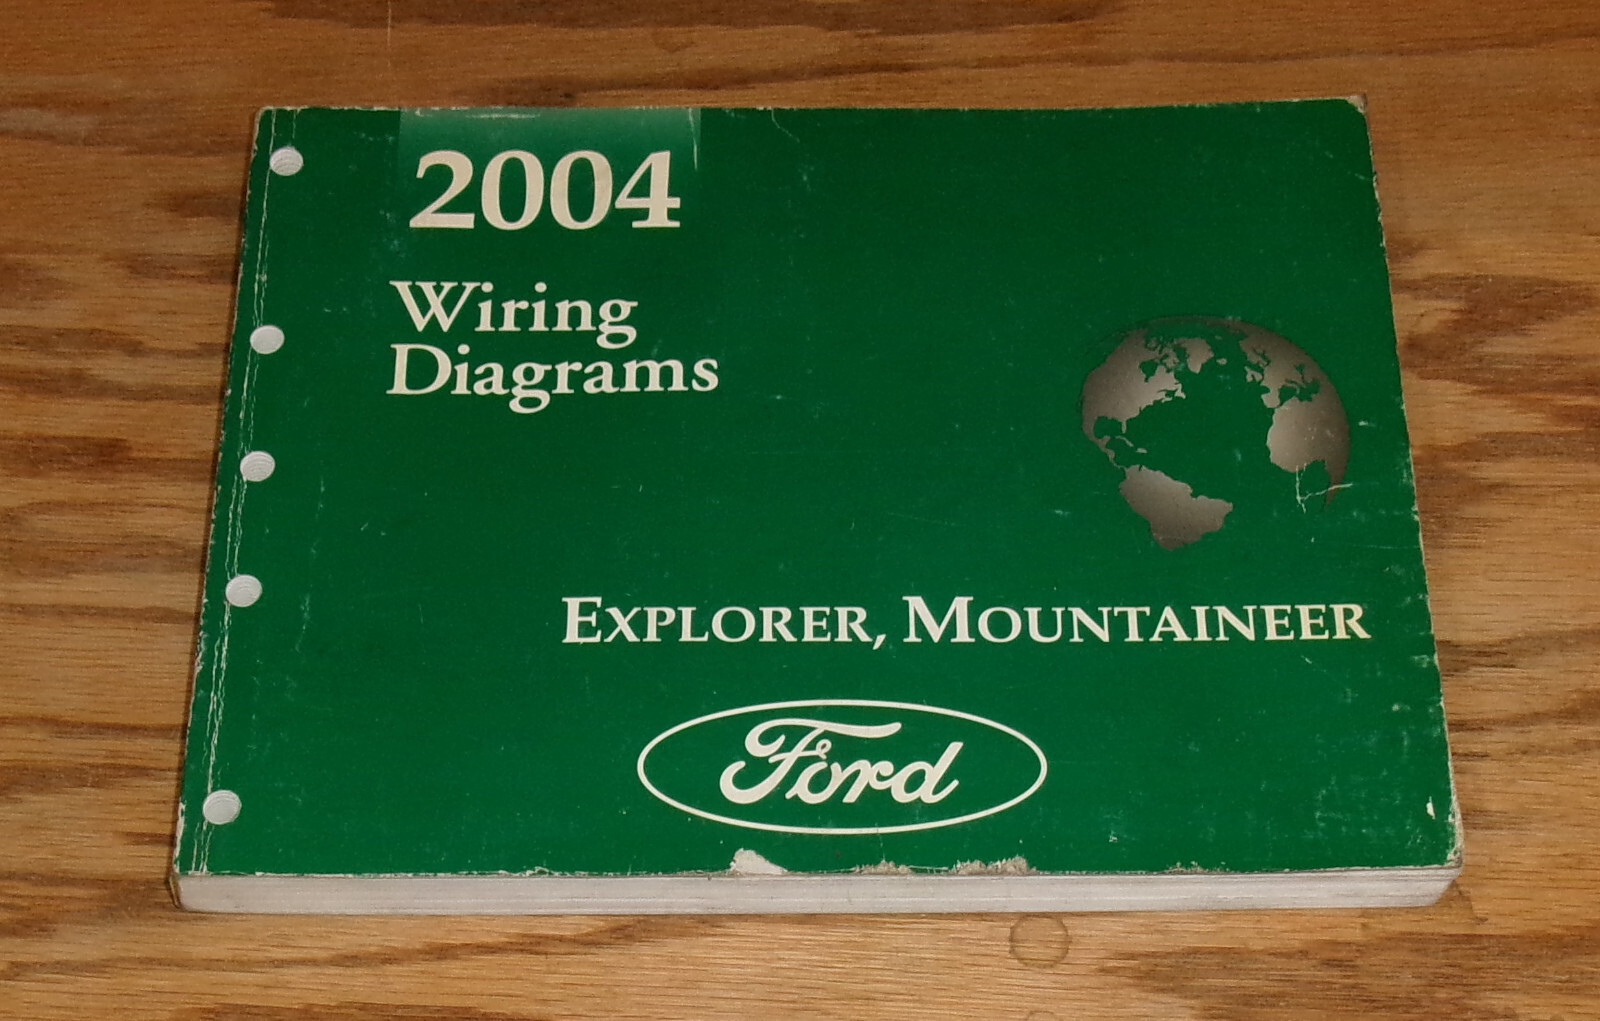 2004
Wiring
Diagrams
EXPLORER, MOUNTAINEER
Ford